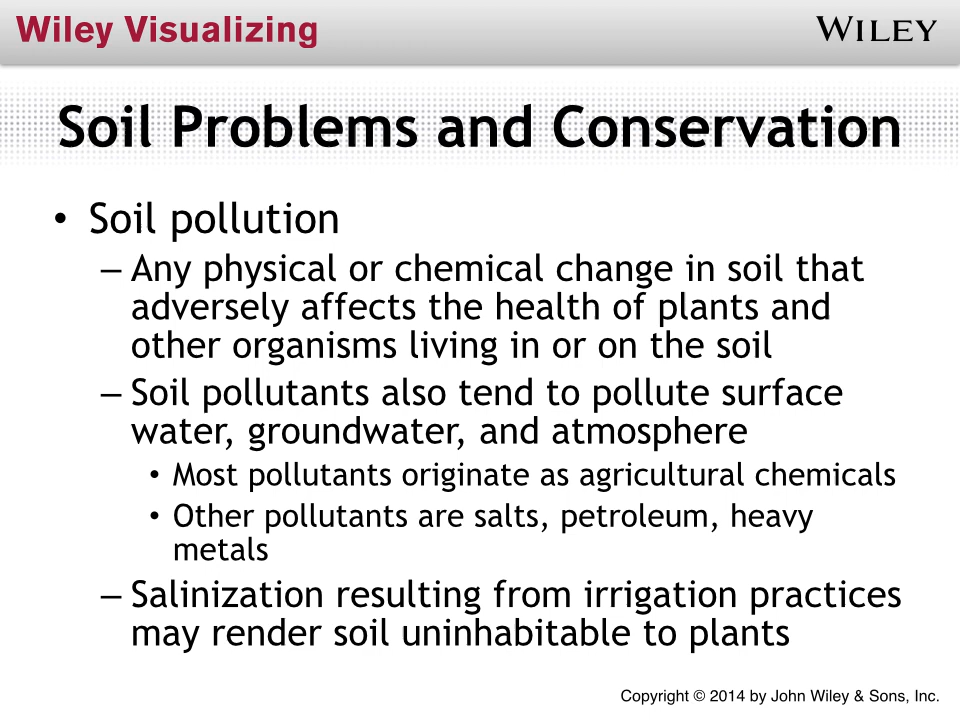 Wiley Visualizing
WILEY
Soil Problems and Conservation
• Soil pollution
– Any physical or chemical change in soil that
adversely affects the health of plants and
other organisms living in or on the soil
– Soil pollutants also tend to pollute surface
water, groundwater, and atmosphere
• Most pollutants originate as agricultural chemicals
• Other pollutants are salts, petroleum, heavy
metals
– Salinization resulting from irrigation practices
may render soil uninhabitable to plants
Copyright © 2014 by John Wiley & Sons, Inc.